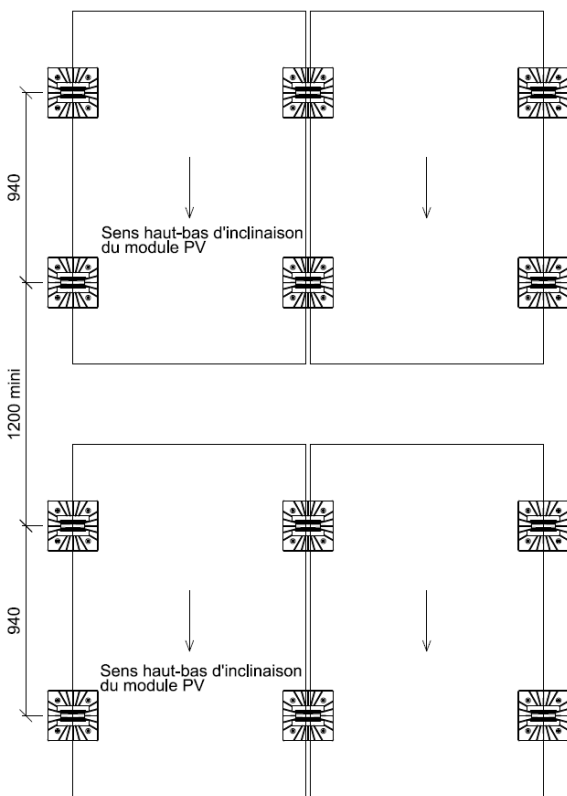 940
Sens haut-bas d'inclinaison
du module PV
1200 mini
940
Sens haut-bas d'inclinaison
du module PV